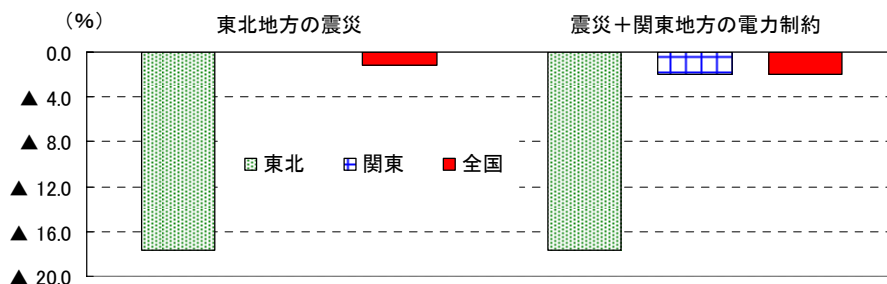 （%）
東北地方の震災
震災＋関東地方の電力制約
0.0
▲ 4.0
▲ 8.0
東北 関東 全国
▲ 12.0
▲ 16.0
▲ 20.0